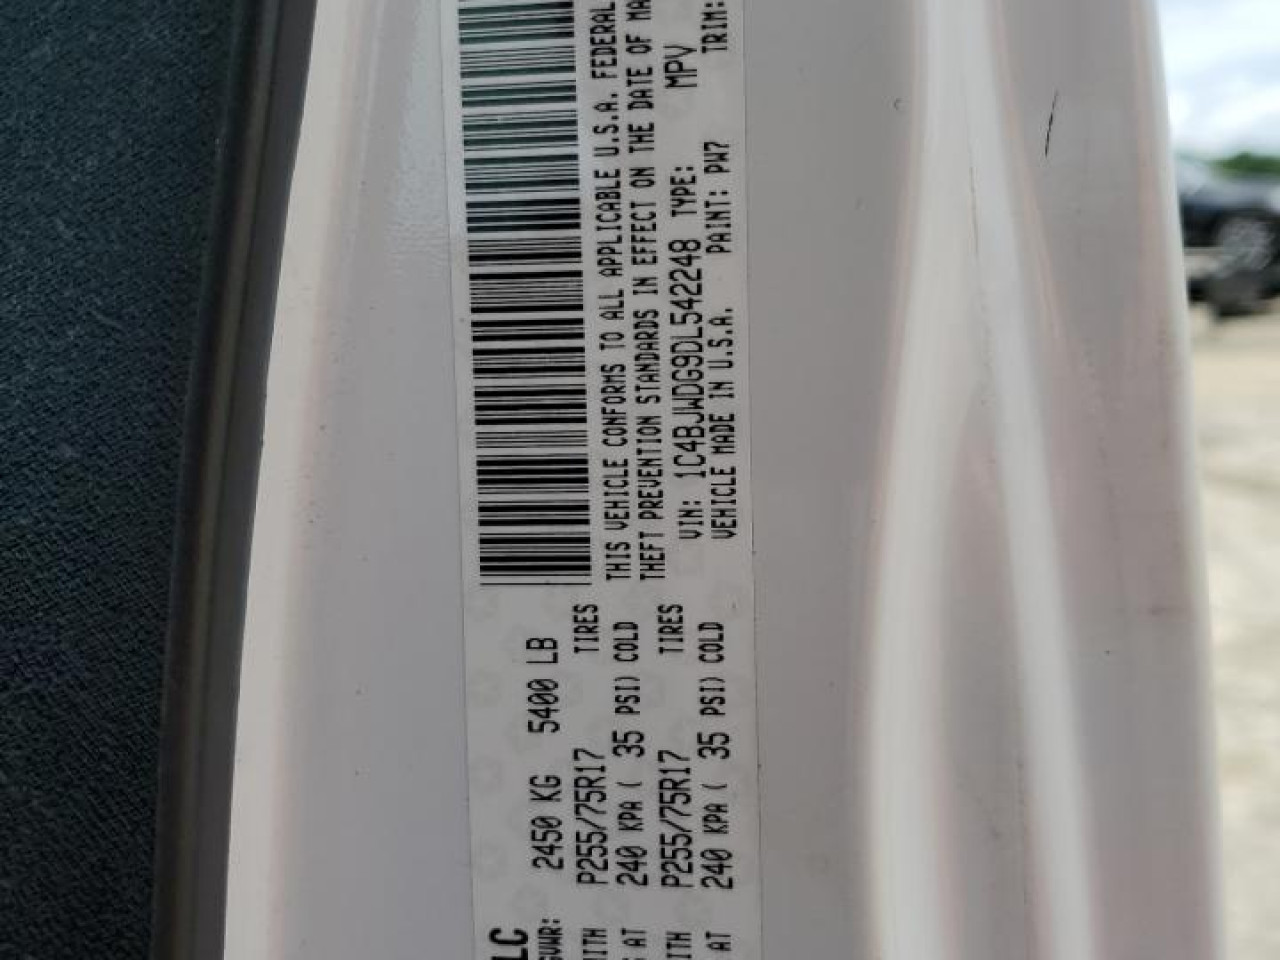 LC
GVWR: 2450 KG 5400 LB
WITH P255/75R17 TIRES
AT 240 KPA ( 35 PSI) COLD
WITH P255/75R17 TIRES
AT 240 KPA ( 35 PSI) COLD
THIS VEHICLE CONFORMS TO ALL APPLICABLE U.S.A. FEDERAL
THEFT PREVENTION STANDARDS IN EFFECT ON THE DATE OF MA
VIN: 1C4BJWDG9DL542248 TYPE: MPV
VEHICLE MADE IN U.S.A. PAINT: PW7 TRIM: